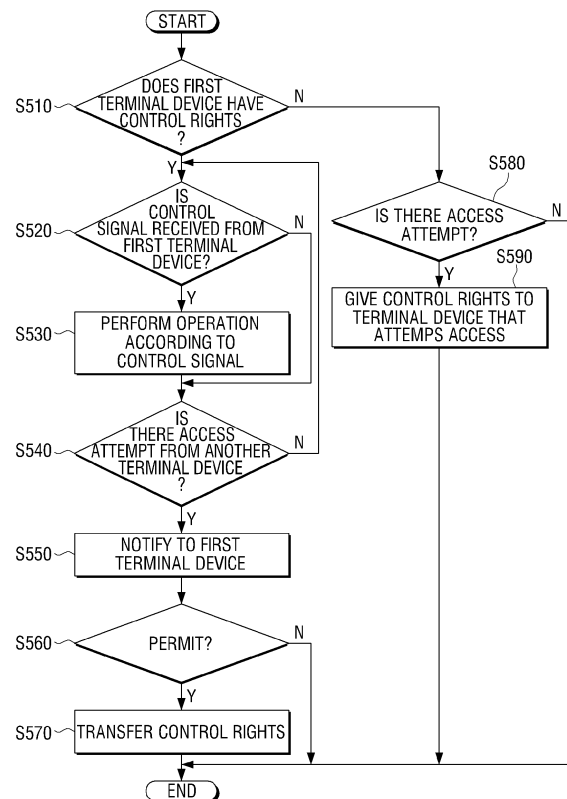 START
S510
DOES FIRST
TERMINAL DEVICE HAVE
CONTROL RIGHTS
?
N
Y
S520
IS
CONTROL
SIGNAL RECEIVED FROM
FIRST TERMINAL
DEVICE?
N
Y
S530
PERFORM OPERATION
ACCORDING TO
CONTROL SIGNAL
S540
IS
THERE ACCESS
ATTEMPT FROM ANOTHER
TERMINAL DEVICE
?
N
Y
S550
NOTIFY TO FIRST
TERMINAL DEVICE
S560
PERMIT?
N
Y
S570
TRANSFER CONTROL RIGHTS
END
S580
IS THERE ACCESS
ATTEMPT?
N
Y
S590
GIVE CONTROL RIGHTS TO
TERMINAL DEVICE THAT
ATTEMPS ACCESS